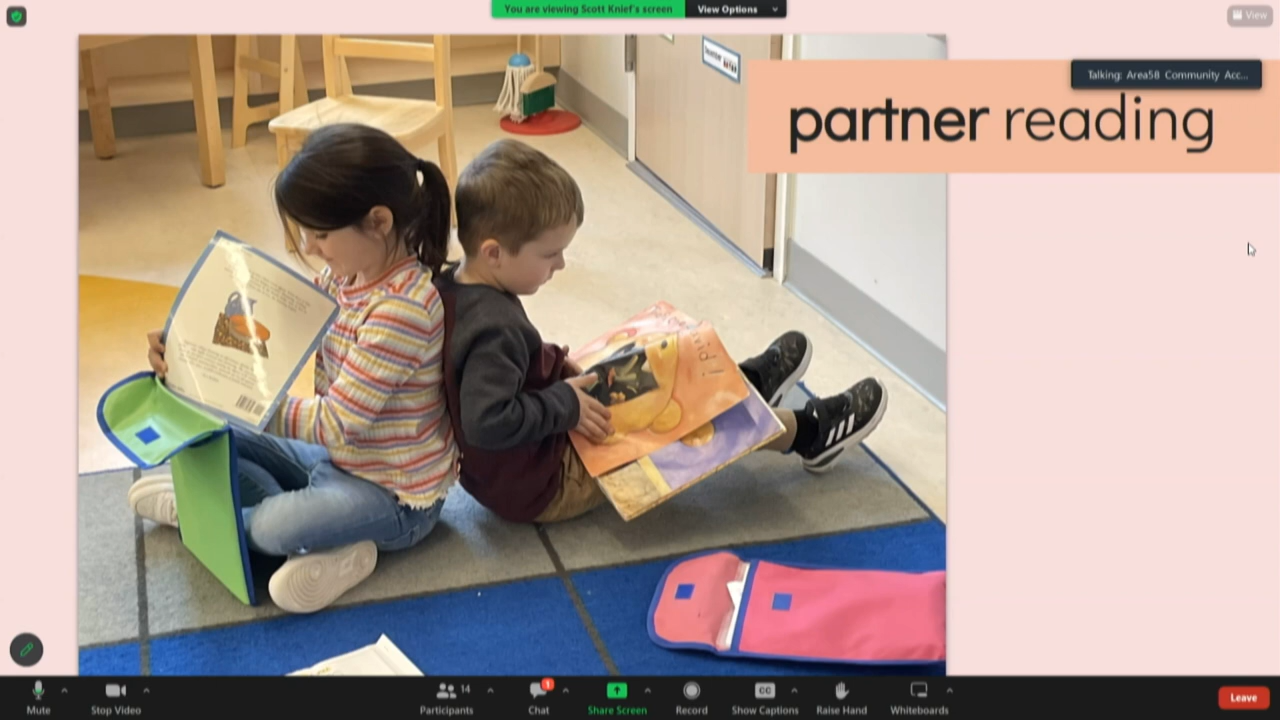 You are viewing Scott Knief's screen
View Options
View
Talking: Area58 Community Acc...
partner reading
Mute
Stop Video
14
Participants
1
Chat
Share Screen
Record
CC
Show Captions
Raise Hand
Whiteboards
Leave